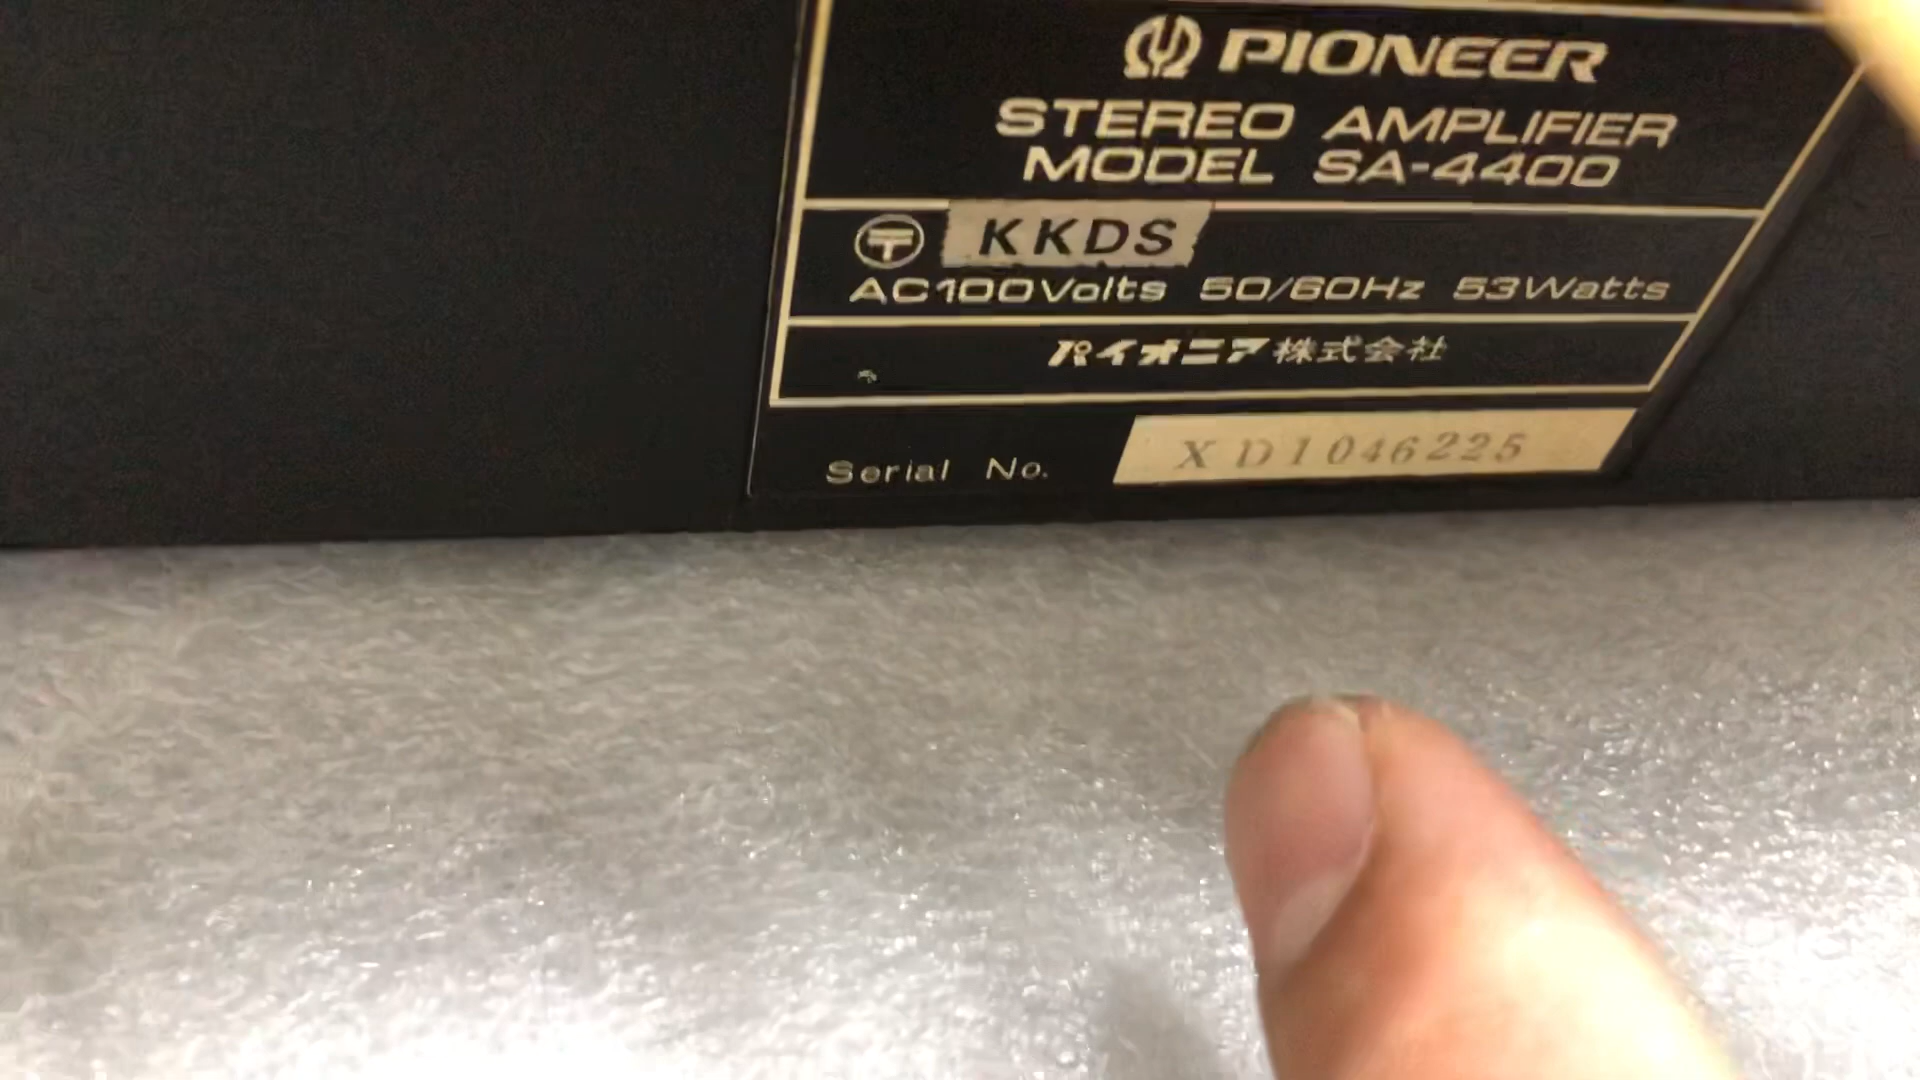 PIONEER
STEREO AMPLIFIER
MODEL SA-4400
〒 KKDS
AC100Volts 50/60Hz 53Watts
パイオニア株式会社
Serial No. XD1046225